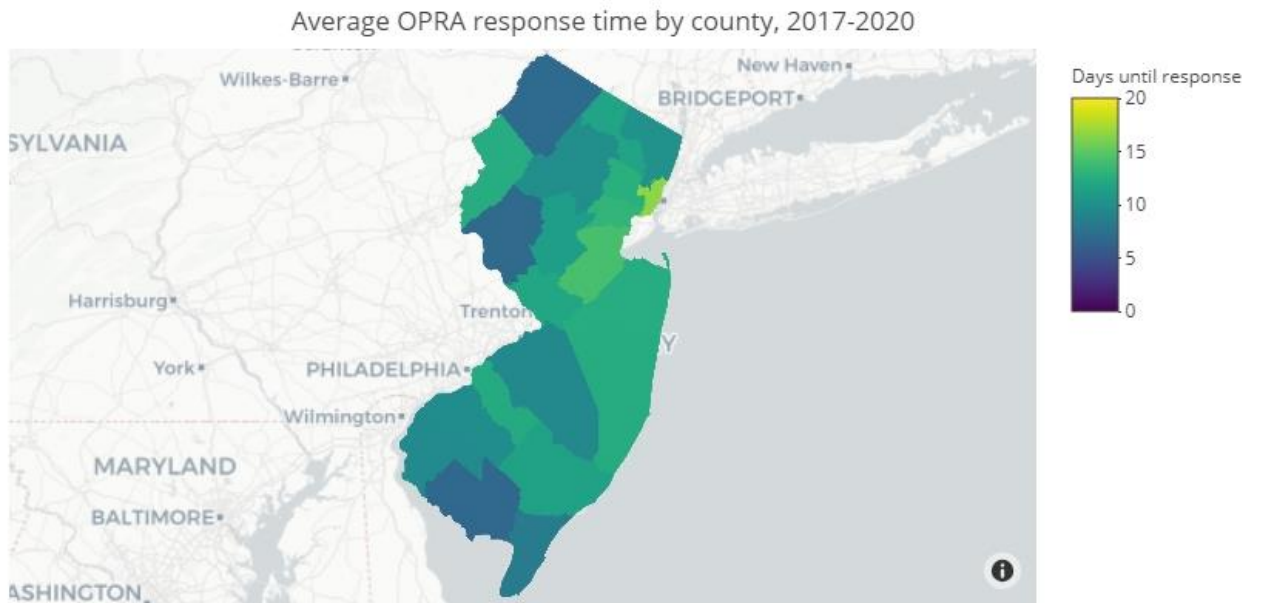 Average OPRA response time by county, 2017-2020
Wilkes-Barre
New Haven
BRIDGEPORT
SYLVANIA
Harrisburg
Trenton
Y
York
PHILADELPHIA
Wilmington
MARYLAND
BALTIMORE
ASHINGTON
Days until response
20
15
10
5
0
i